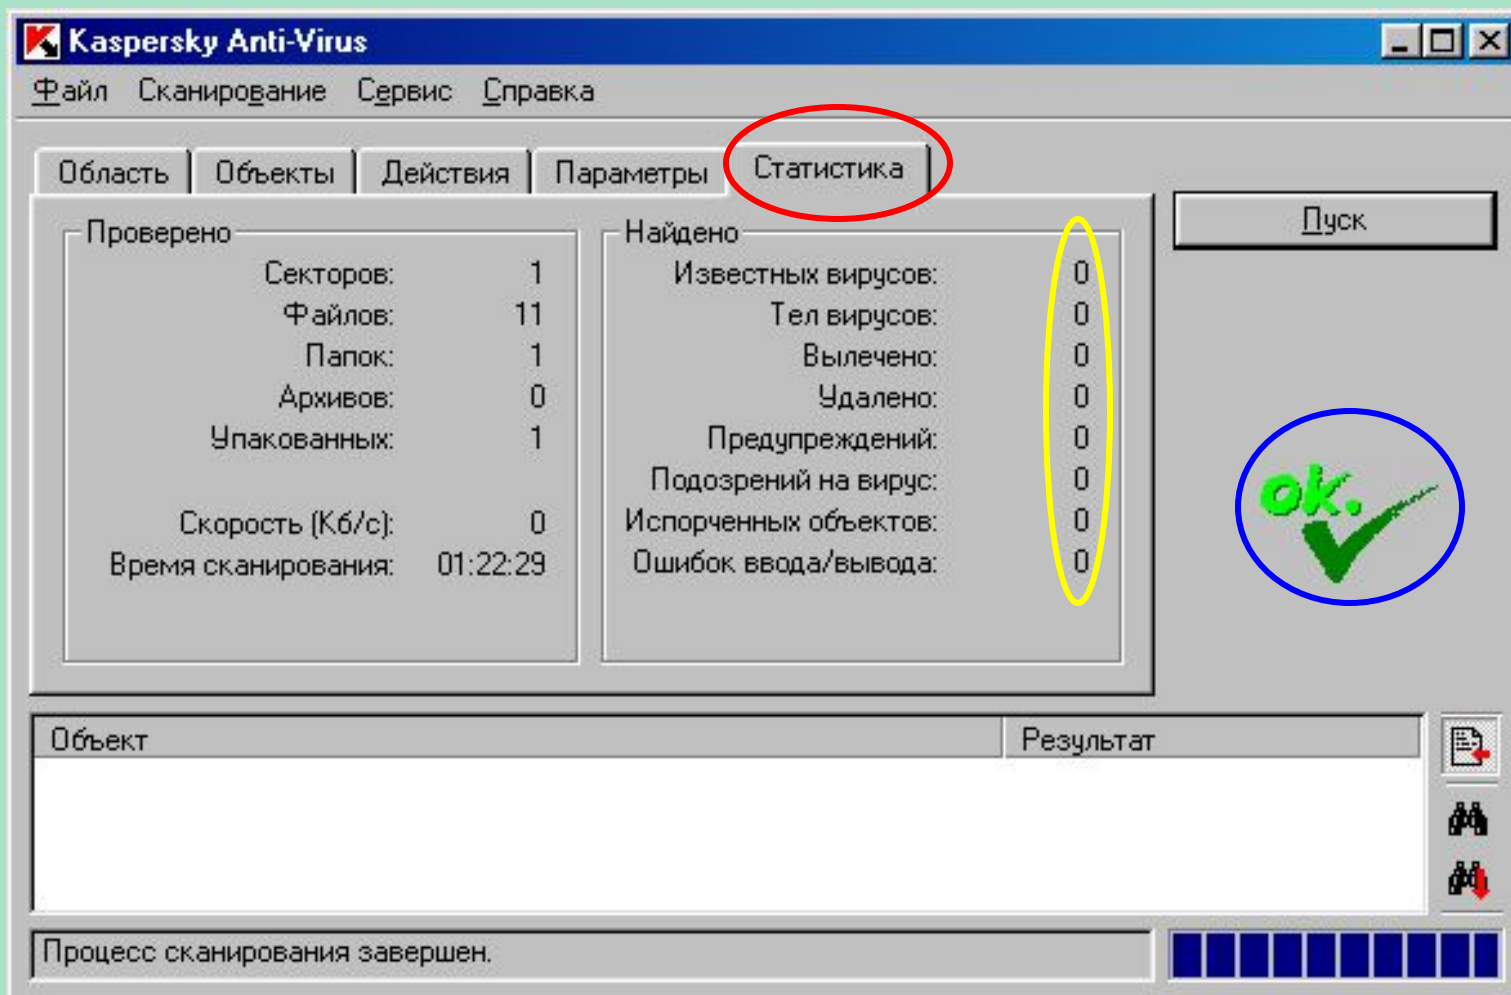 Kaspersky Anti-Virus
Файл Сканирование Сервис Справка
Область Объекты Действия Параметры Статистика
Пуск
Проверено
Секторов: 1
Файлов: 11
Папок: 1
Архивов: 0
Упакованных: 1
Скорость (Кб/с): 0
Время сканирования: 01:22:29
Найдено
Известных вирусов: 0
Тел вирусов: 0
Вылечено: 0
Удалено: 0
Предупреждений: 0
Подозрений на вирус: 0
Испорченных объектов: 0
Ошибок ввода/вывода: 0
ok.
Объект Результат
Процесс сканирования завершен.